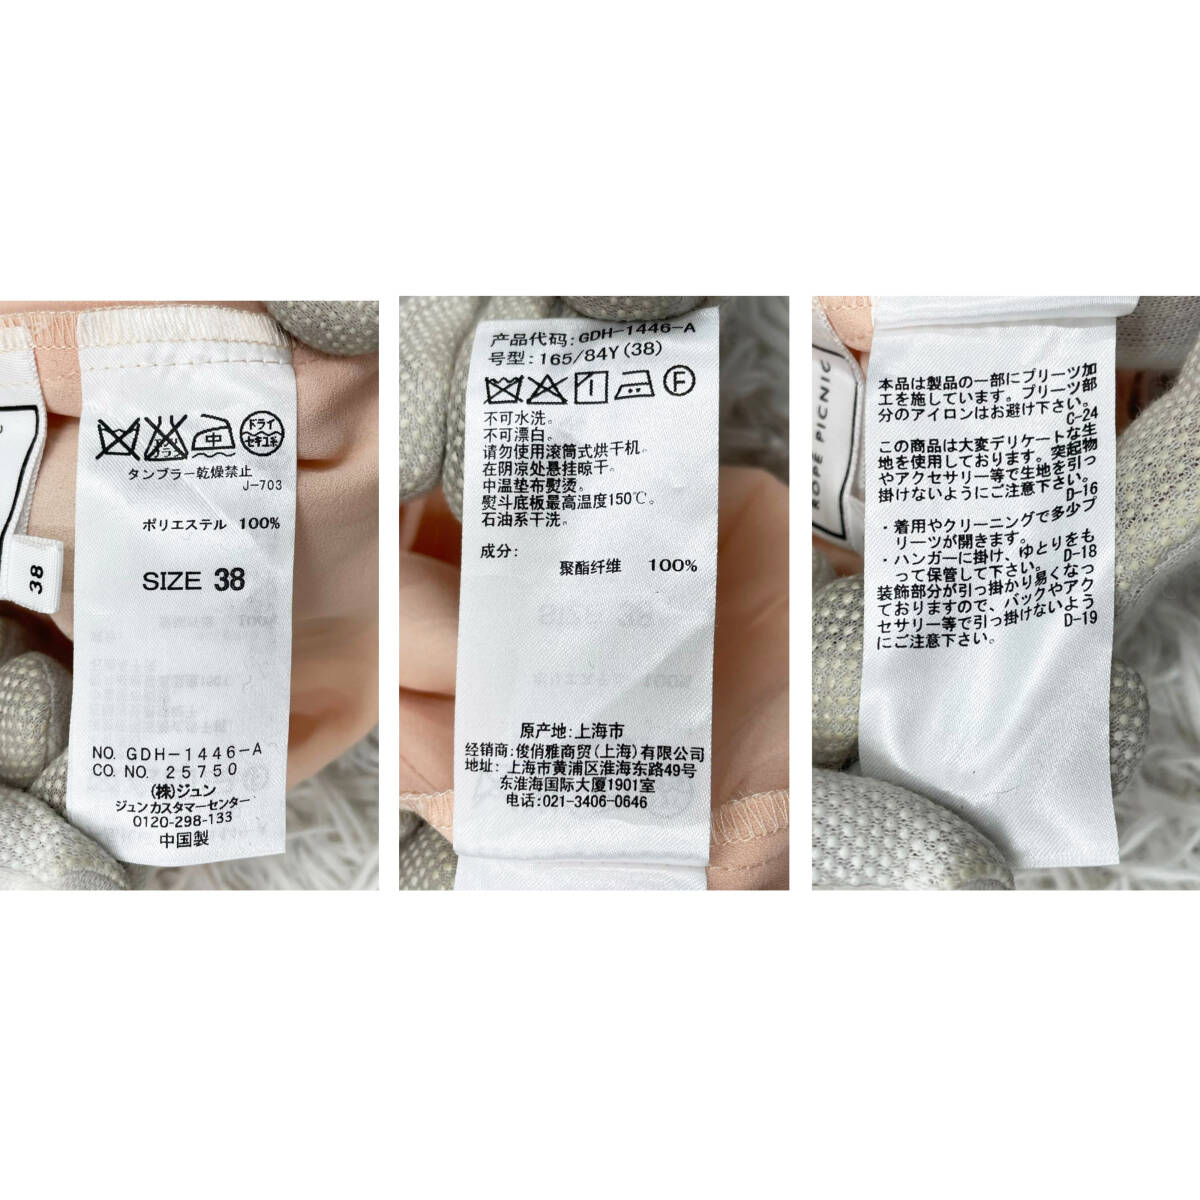 ドライ
セキユ系
エンソ
サラシ
中
タンブラー乾燥禁止
J-703
ポリエステル 100%
SIZE 38
38
NO. GDH-1446-A
CO. NO. 25750
(株)ジュン
ジュンカスタマーセンター
0120-298-133
中国製
产品代码: GDH-1446-A
号型: 165/84Y(38)
F
不可水洗。
不可漂白。
请勿使用滚筒式烘干机。
在阴凉处悬挂晾干。
中温垫布熨烫。
熨斗底板最高温度150℃。
石油系干洗。
成分:
聚酯纤维 100%
原产地: 上海市
经销商: 俊俏雅商贸(上海)有限公司
地址: 上海市黄浦区淮海东路49号
东淮海国际大厦1901室
电话: 021-3406-0646
ROPE' PICNIC
本品は製品の一部にプリーツ加
工を施しています。プリーツ部
分のアイロンはお避け下さい。
C-24
この商品は大変デリケートな生
地を使用しております。突起物
やアクセサリー等で生地を引っ
掛けないようにご注意下さい。
D-16
・着用やクリーニングで多少プ
リーツが開きます。
・ハンガーに掛け、ゆとりをも
って保管して下さい。 D-18
装飾部分が引っ掛かり易くなっ
ておりますので、バックやアク
セサリー等で引っ掛けないよう
にご注意下さい。 D-19